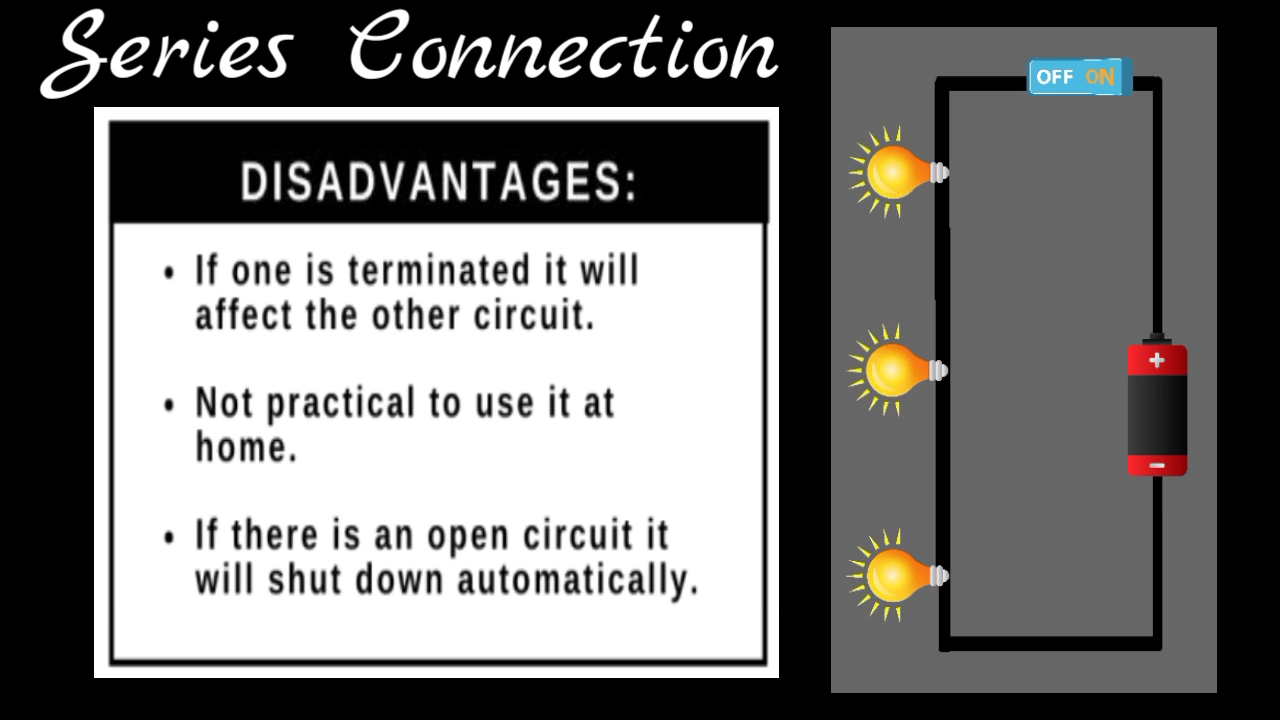 Series Connection
DISADVANTAGES:
• If one is terminated it will
affect the other circuit.
• Not practical to use it at
home.
• If there is an open circuit it
will shut down automatically.
OFF ON
+
-